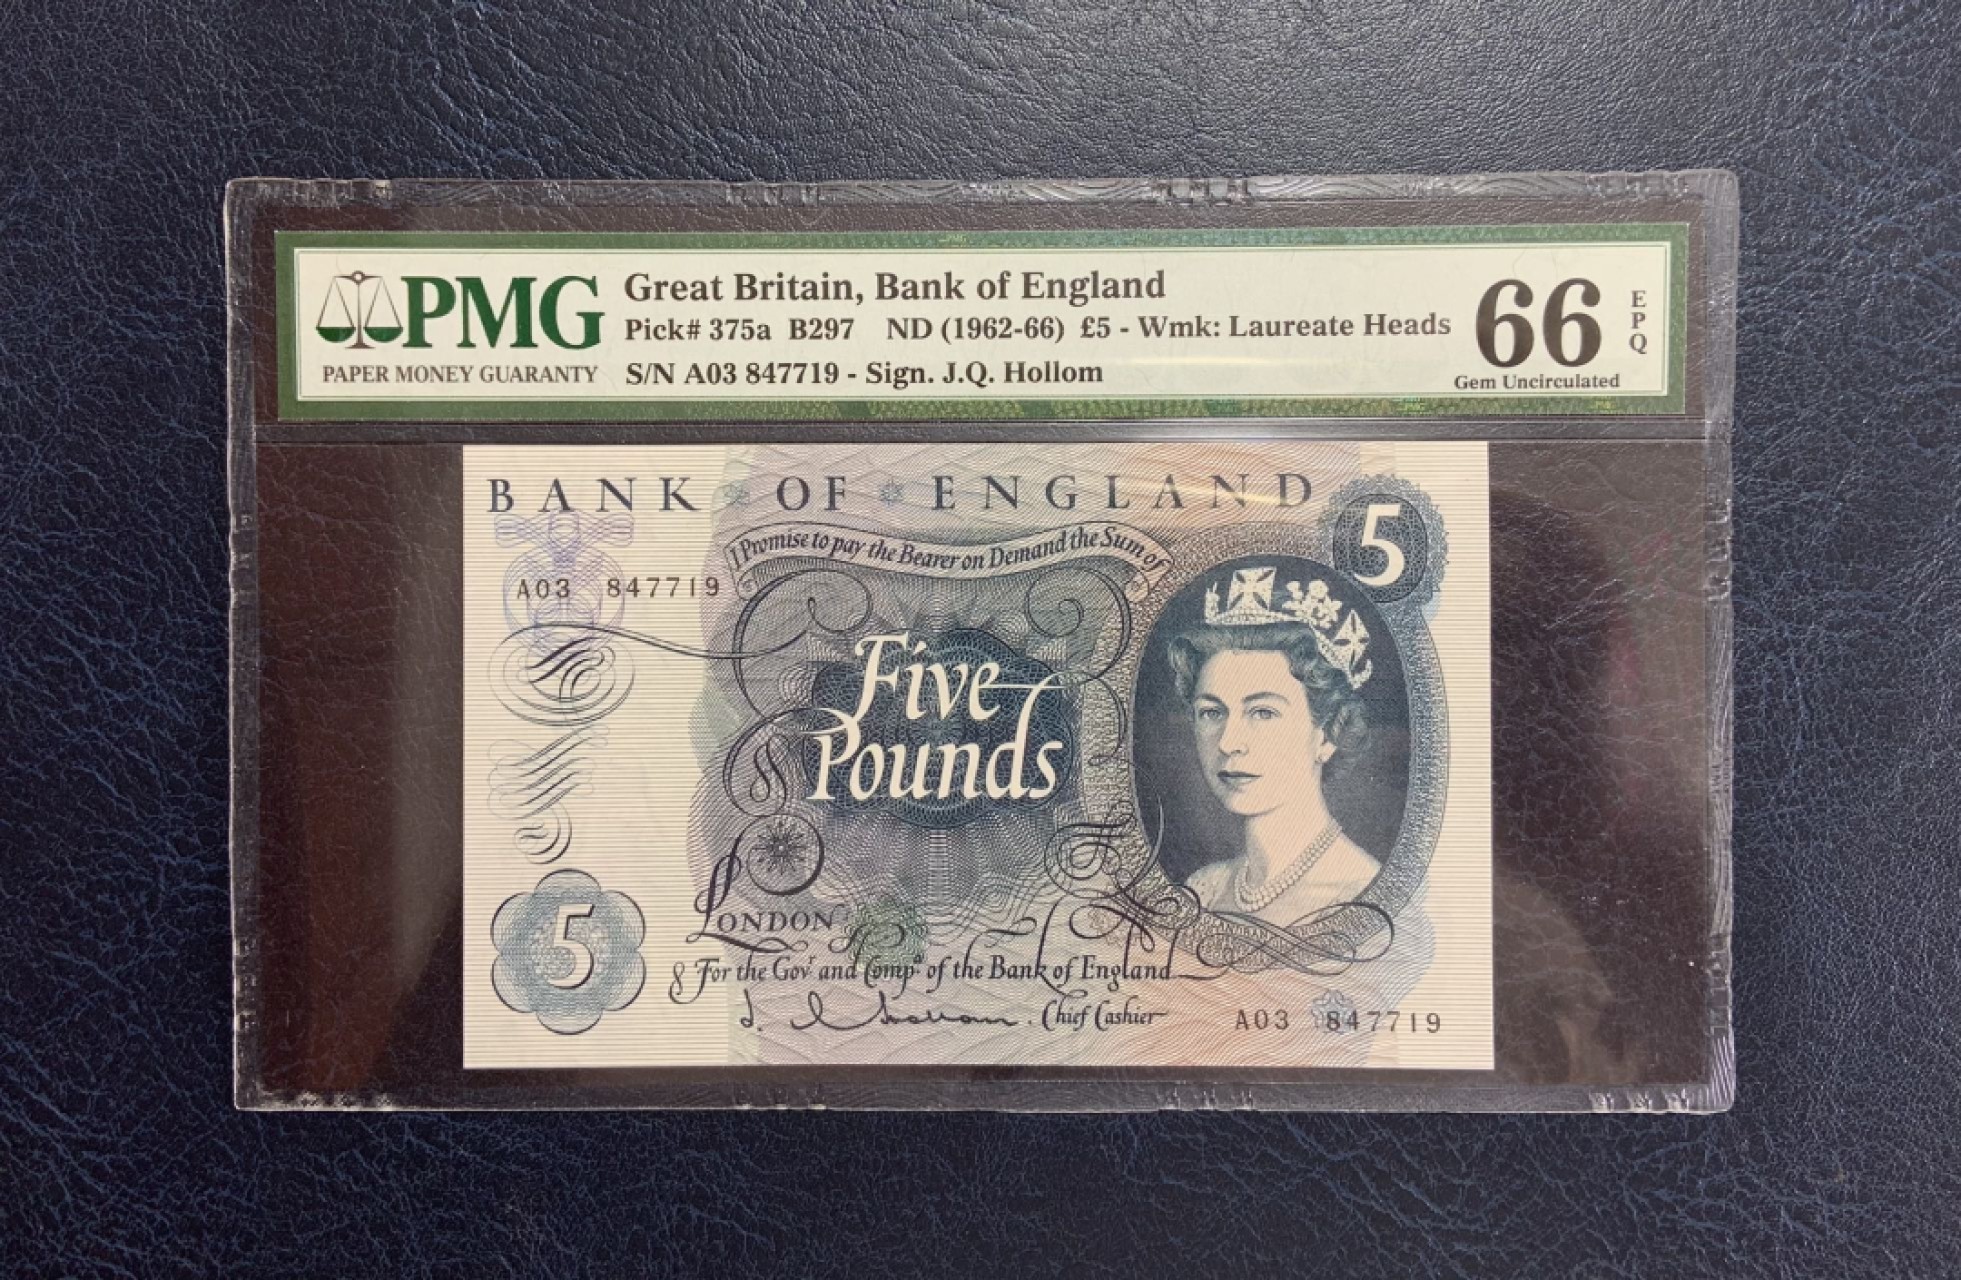 PMG
PAPER MONEY GUARANTY
Great Britain, Bank of England
Pick# 375a B297 ND (1962-66) £5 - Wmk: Laureate Heads
S/N A03 847719 - Sign. J.Q. Hollom
66
EPQ
Gem Uncirculated
BANK OF ENGLAND
5
I Promise to pay the Bearer on Demand the Sum of
A03 847719
Five
Pounds
LONDON
5
For the Govr and Compa of the Bank of England
Chief Cashier
A03 847719